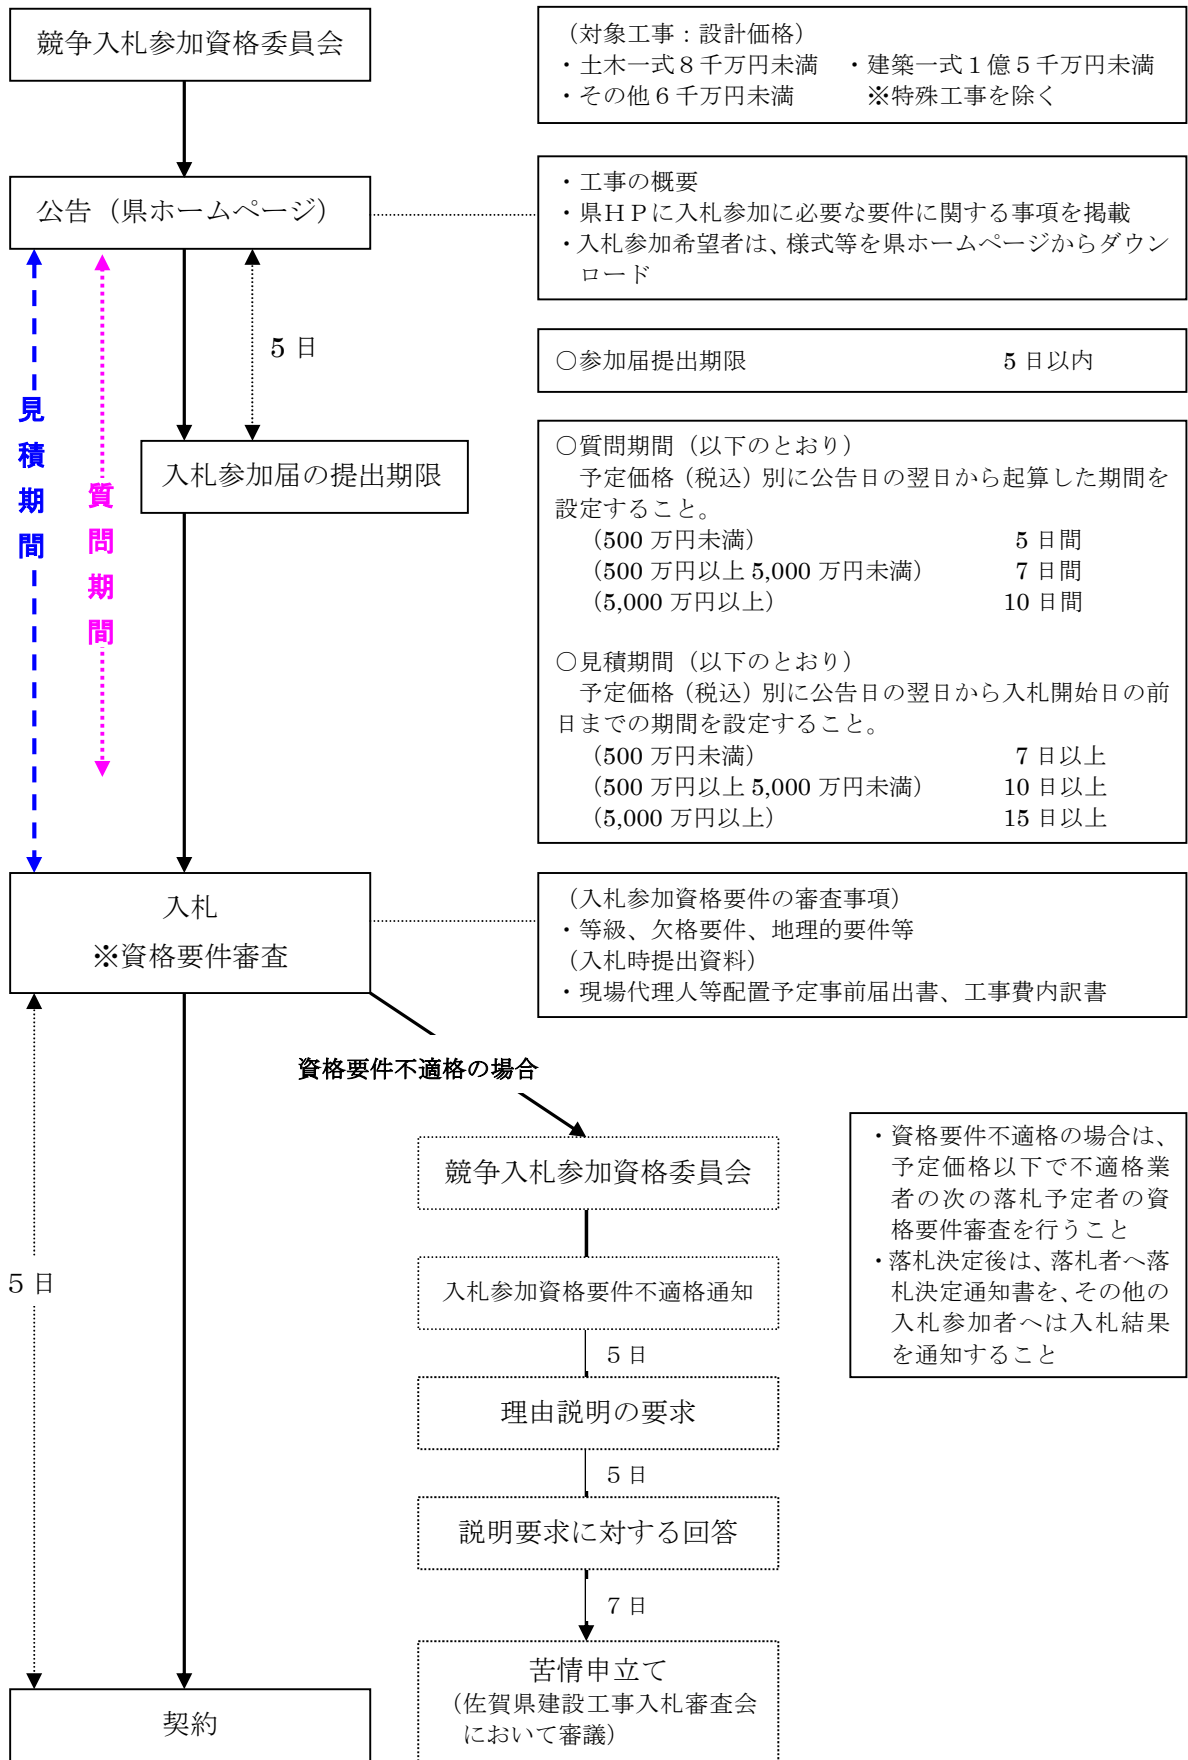 競争入札参加資格委員会
（対象工事：設計価格）
・土木一式８千万円未満　・建築一式１億５千万円未満
・その他６千万円未満　　　※特殊工事を除く
公告（県ホームページ）
・工事の概要
・県ＨＰに入札参加に必要な要件に関する事項を掲載
・入札参加希望者は、様式等を県ホームページからダウン
ロード
5 日
○参加届提出期限　5 日以内
見積期間
質問期間
入札参加届の提出期限
○質問期間（以下のとおり）
予定価格（税込）別に公告日の翌日から起算した期間を
設定すること。
（500 万円未満）　5 日間
（500 万円以上 5,000 万円未満）　7 日間
（5,000 万円以上）　10 日間
○見積期間（以下のとおり）
予定価格（税込）別に公告日の翌日から入札開始日の前
日までの期間を設定すること。
（500 万円未満）　7 日以上
（500 万円以上 5,000 万円未満）　10 日以上
（5,000 万円以上）　15 日以上
入札
※資格要件審査
（入札参加資格要件の審査事項）
・等級、欠格要件、地理的要件等
（入札時提出資料）
・現場代理人等配置予定事前届出書、工事費内訳書
資格要件不適格の場合
競争入札参加資格委員会
・資格要件不適格の場合は、
予定価格以下で不適格業
者の次の落札予定者の資
格要件審査を行うこと
・落札決定後は、落札者へ落
札決定通知書を、その他の
入札参加者へは入札結果
を通知すること
５日
入札参加資格要件不適格通知
５日
理由説明の要求
５日
説明要求に対する回答
７日
苦情申立て
（佐賀県建設工事入札審査会
において審議）
契約